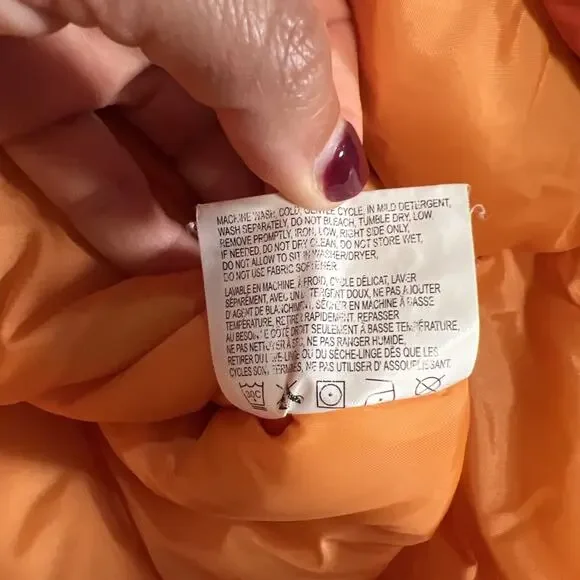 MACHINE WASH, COLD, GENTLE CYCLE, IN MILD DETERGENT,
WASH SEPARATELY, DO NOT BLEACH, TUMBLE DRY, LOW,
REMOVE PROMPTLY, IRON, LOW, RIGHT SIDE ONLY,
IF NEEDED, DO NOT DRY CLEAN, DO NOT STORE WET,
DO NOT ALLOW TO SIT IN WASHER/DRYER,
DO NOT USE FABRIC SOFTENER.
LAVABLE EN MACHINE À FROID, CYCLE DÉLICAT, LAVER
SÉPARÉMENT, AVEC UN DÉTERGENT DOUX, NE PAS AJOUTER
D'AGENT DE BLANCHIMENT, SÉCHER EN MACHINE À BASSE
TEMPÉRATURE, RETIRER RAPIDEMENT, REPASSER
AU BESOIN CÔTÉ DROIT SEULEMENT À BASSE TEMPÉRATURE,
NE PAS NETTOYER À SEC, NE PAS RANGER HUMIDE,
RETIRER DU LAVE-LINGE OU DU SÈCHE-LINGE DÈS QUE LES
CYCLES SONT TERMINÉS, NE PAS UTILISER D'ASSOUPLISSANT.
30C